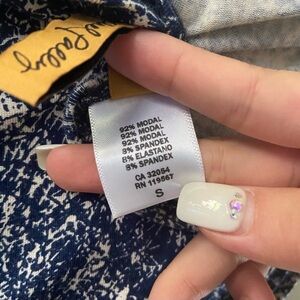 92% MODAL
92% MODAL
92% MODAL
8% SPANDEX
8% ELASTANO
8% SPANDEX
CA 32054
RN 119567
S